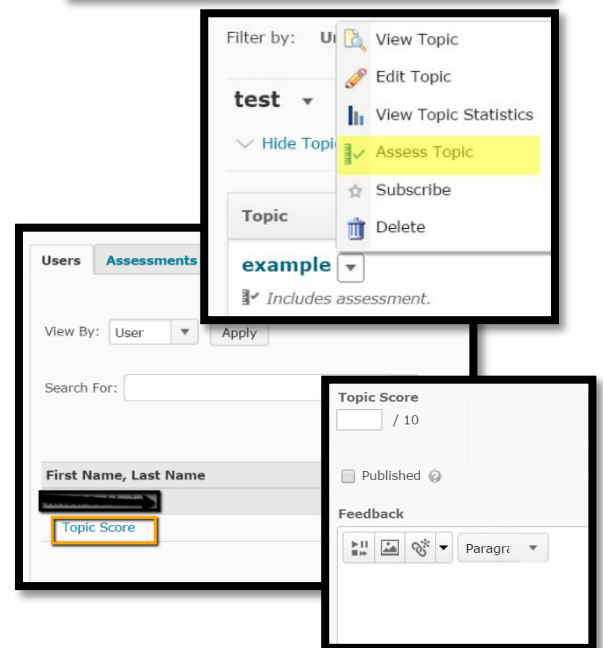 Filter by:
View Topic
Edit Topic
test
View Topic Statistics
Hide
Assess Topic
Subscribe
Topic
Delete
example
Includes assessment.
Users Assessments
View By: User Apply
Search For:
First Name, Last Name
Topic Score
Topic Score
/ 10
Published
Feedback